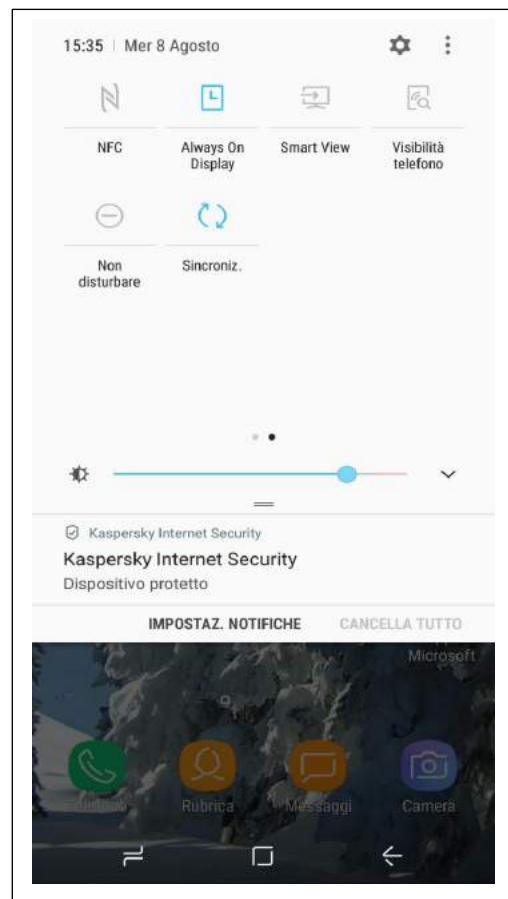 15:35 | Mer 8 Agosto
NFC
Always On
Display
Smart View
Visibilità
telefono
Non
disturbare
Sincroniz.
Kaspersky Internet Security
Kaspersky Internet Security
Dispositivo protetto
IMPOSTAZ. NOTIFICHE CANCELLA TUTTO
Microsoft
Rubrica Messaggi Camera